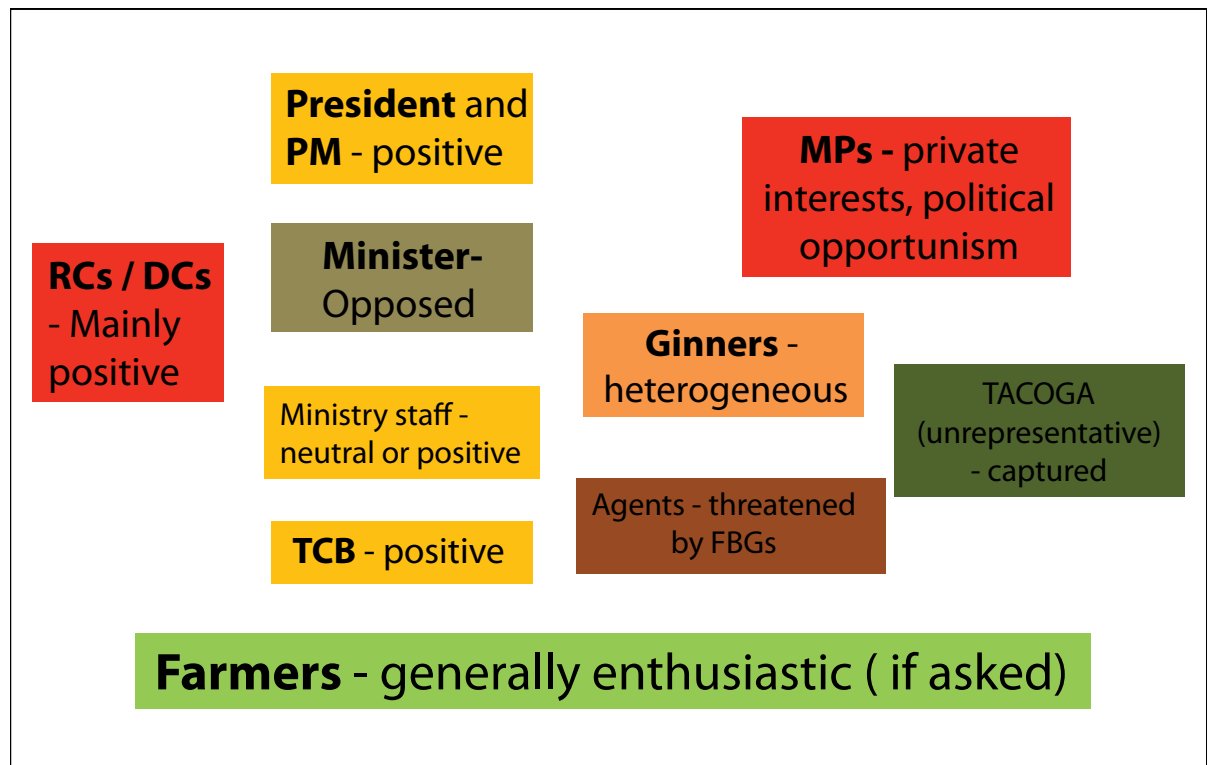 President and
PM - positive
MPs - private
interests, political
opportunism
Minister-
Opposed
RCs / DCs
- Mainly
positive
Ginners -
heterogeneous
TACOGA
(unrepresentative)
- captured
Ministry staff -
neutral or positive
Agents - threatened
by FBGs
TCB - positive
Farmers - generally enthusiastic ( if asked)